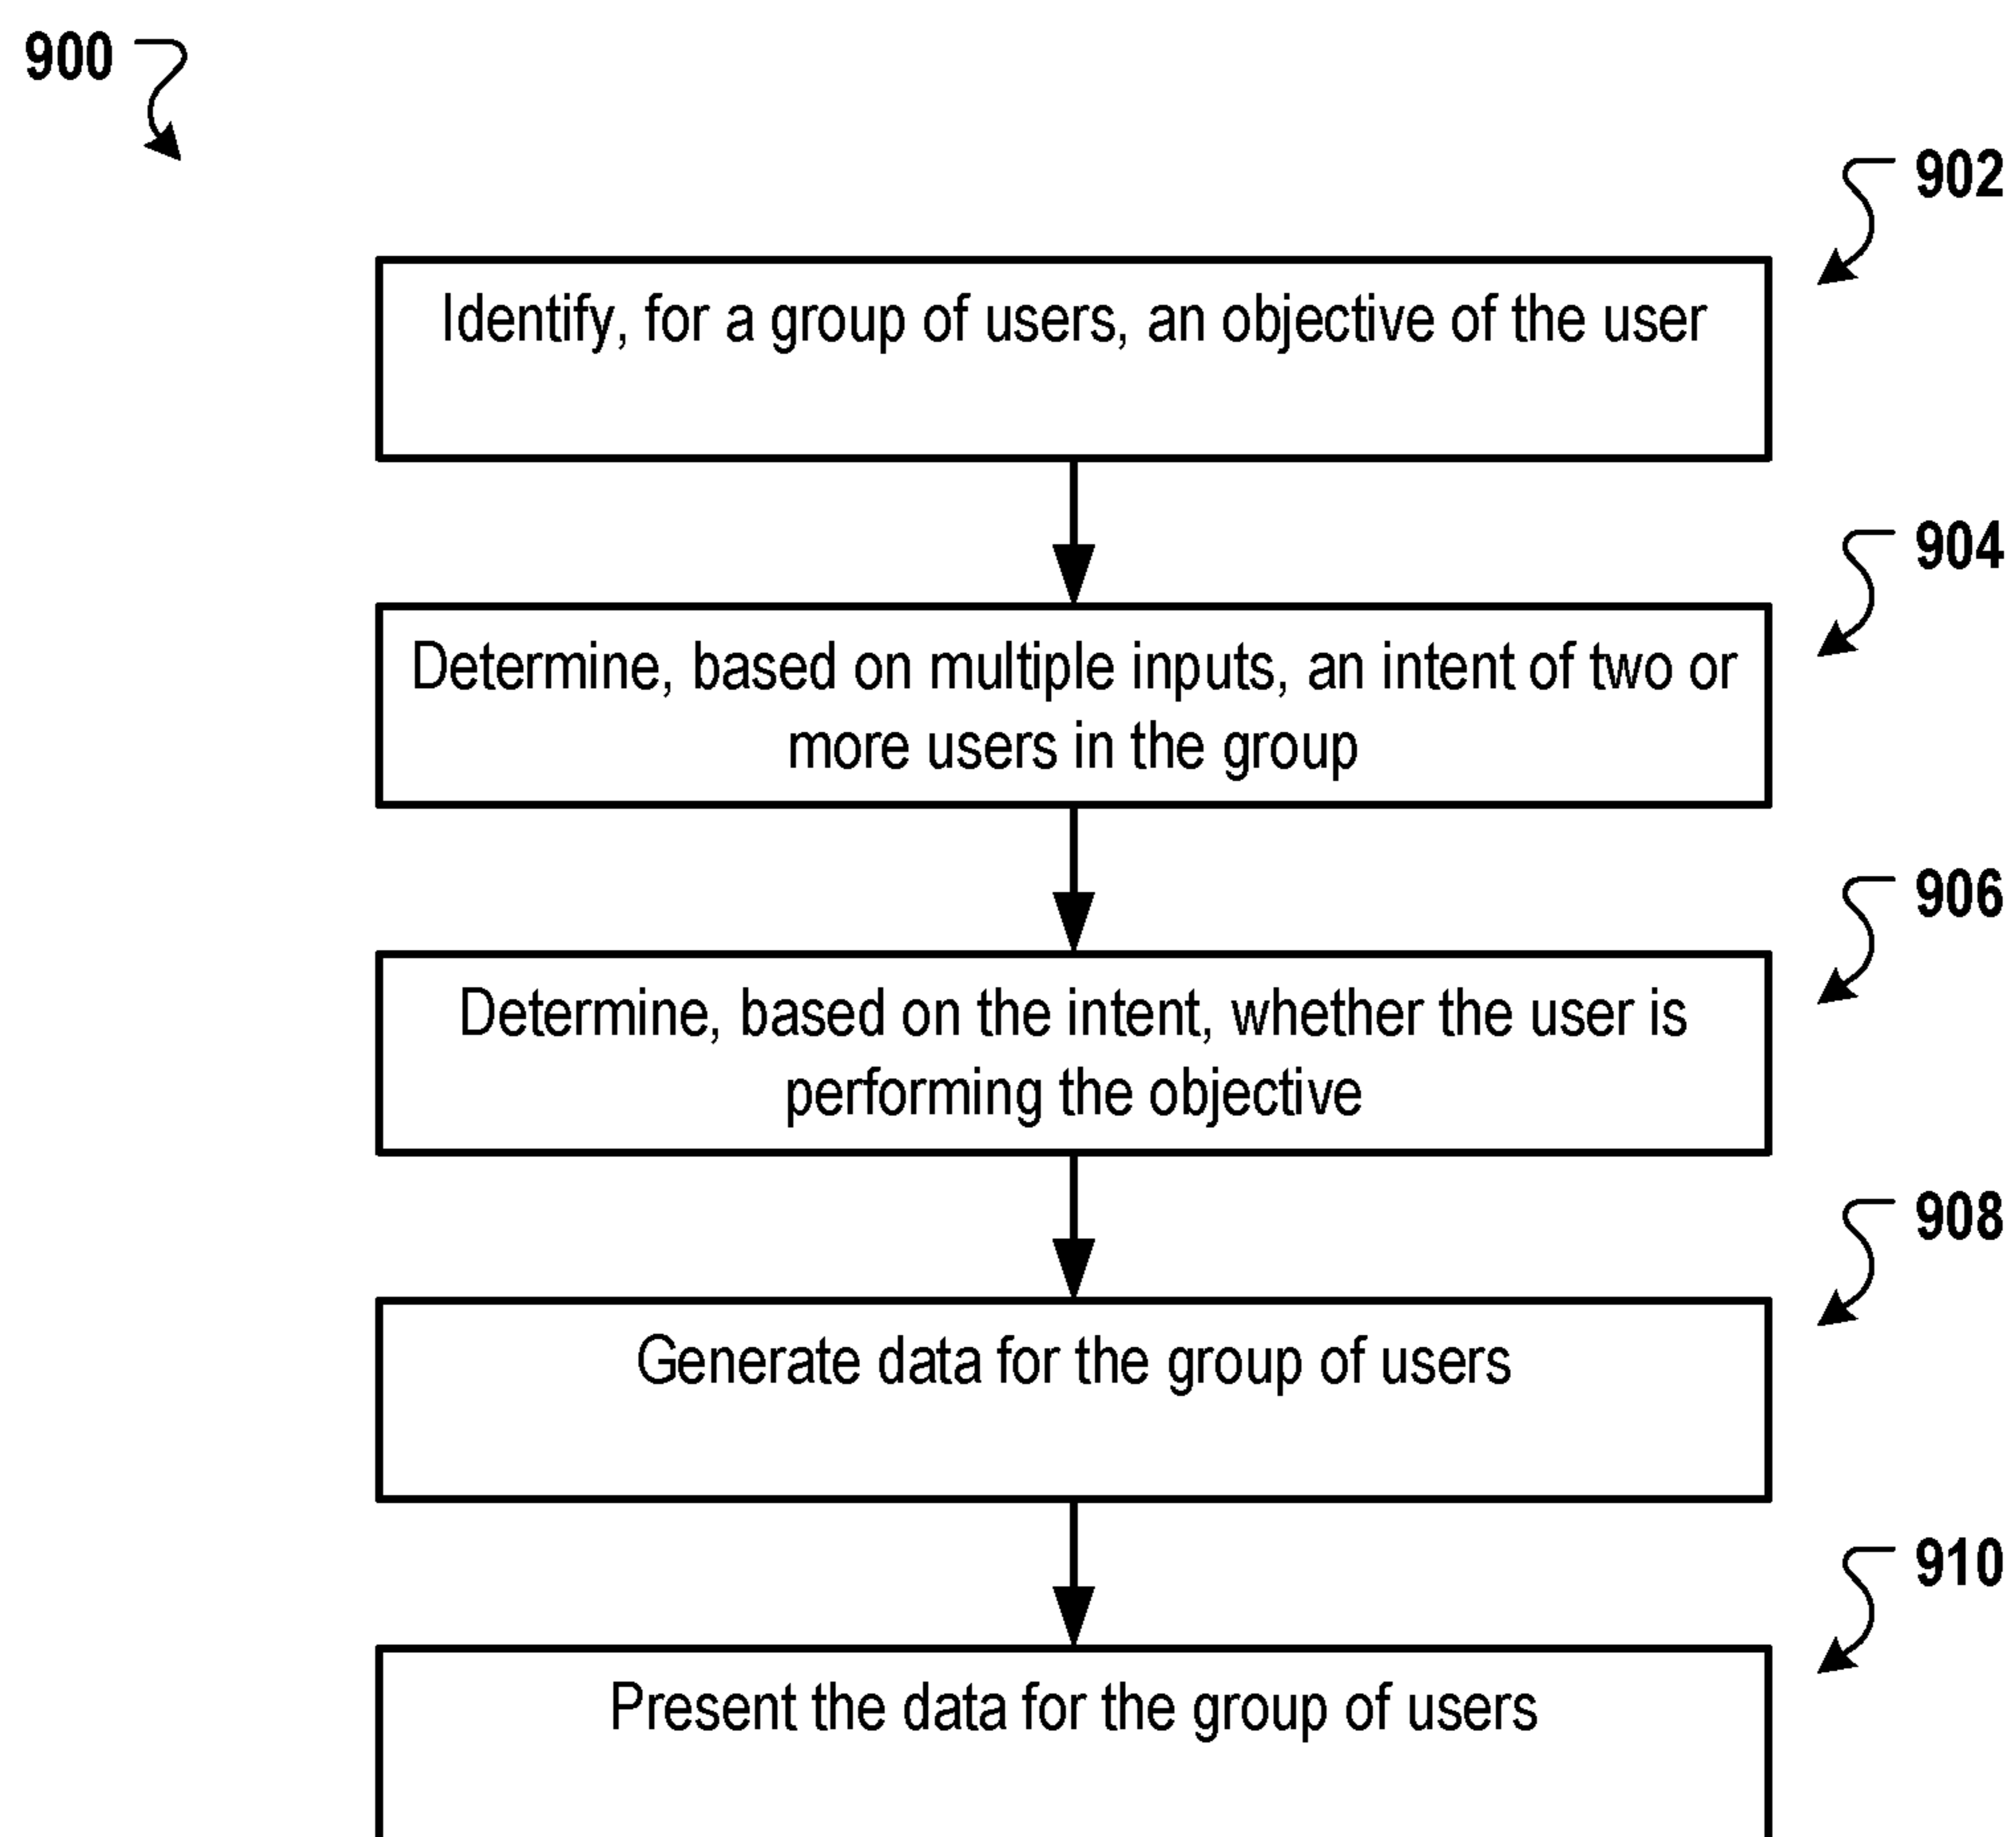 900
902
Identify, for a group of users, an objective of the user
904
Determine, based on multiple inputs, an intent of two or
more users in the group
906
Determine, based on the intent, whether the user is
performing the objective
908
Generate data for the group of users
910
Present the data for the group of users